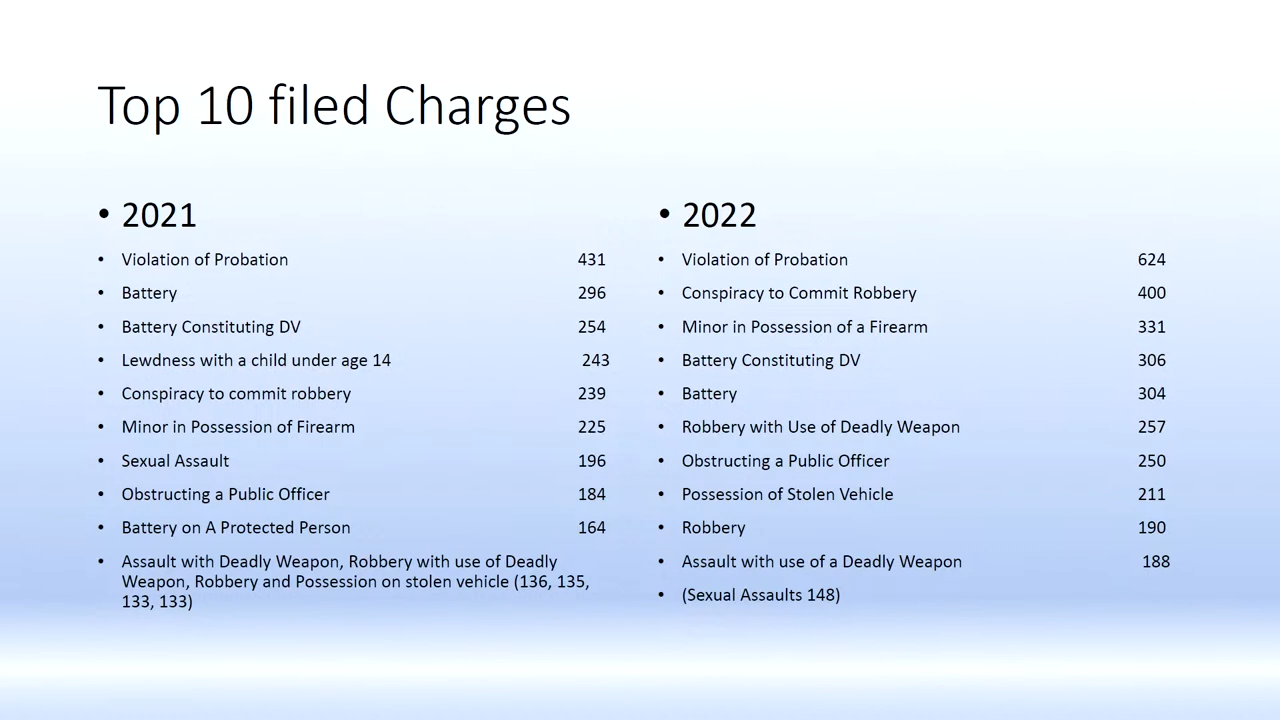 Top 10 filed Charges
• 2021
• Violation of Probation 431
• Battery 296
• Battery Constituting DV 254
• Lewdness with a child under age 14 243
• Conspiracy to commit robbery 239
• Minor in Possession of Firearm 225
• Sexual Assault 196
• Obstructing a Public Officer 184
• Battery on A Protected Person 164
• Assault with Deadly Weapon, Robbery with use of Deadly
Weapon, Robbery and Possession on stolen vehicle (136, 135,
133, 133)
• 2022
• Violation of Probation 624
• Conspiracy to Commit Robbery 400
• Minor in Possession of a Firearm 331
• Battery Constituting DV 306
• Battery 304
• Robbery with Use of Deadly Weapon 257
• Obstructing a Public Officer 250
• Possession of Stolen Vehicle 211
• Robbery 190
• Assault with use of a Deadly Weapon 188
• (Sexual Assaults 148)